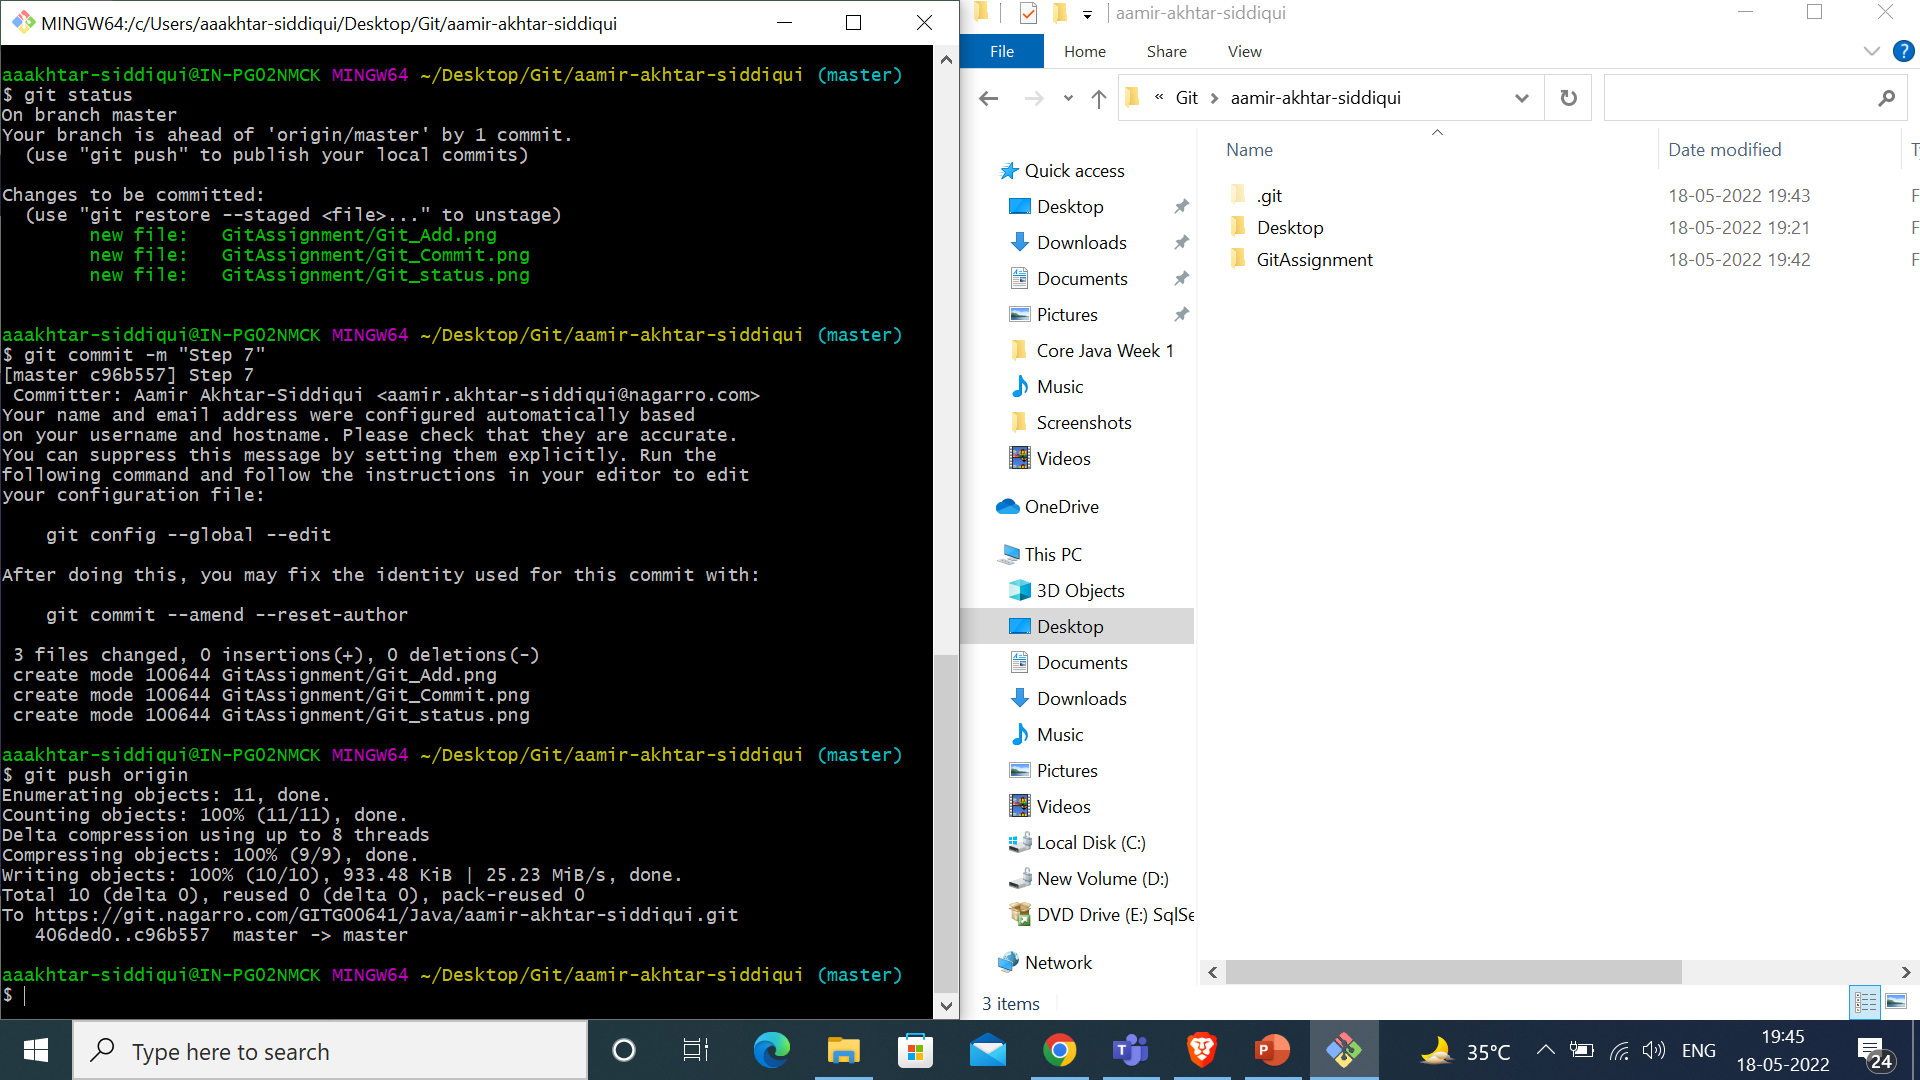 MINGW64:/c/Users/aaakhtar-siddiqui/Desktop/Git/aamir-akhtar-siddiqui
aaakhtar-siddiqui@IN-PG02NMCK MINGW64 ~/Desktop/Git/aamir-akhtar-siddiqui (master)
$ git status
On branch master
Your branch is ahead of 'origin/master' by 1 commit.
  (use "git push" to publish your local commits)
Changes to be committed:
  (use "git restore --staged <file>..." to unstage)
        new file:   GitAssignment/Git_Add.png
        new file:   GitAssignment/Git_Commit.png
        new file:   GitAssignment/Git_status.png
aaakhtar-siddiqui@IN-PG02NMCK MINGW64 ~/Desktop/Git/aamir-akhtar-siddiqui (master)
$ git commit -m "Step 7"
[master c96b557] Step 7
 Committer: Aamir Akhtar-Siddiqui <aamir.akhtar-siddiqui@nagarro.com>
Your name and email address were configured automatically based
on your username and hostname. Please check that they are accurate.
You can suppress this message by setting them explicitly. Run the
following command and follow the instructions in your editor to edit
your configuration file:
    git config --global --edit
After doing this, you may fix the identity used for this commit with:
    git commit --amend --reset-author
 3 files changed, 0 insertions(+), 0 deletions(-)
 create mode 100644 GitAssignment/Git_Add.png
 create mode 100644 GitAssignment/Git_Commit.png
 create mode 100644 GitAssignment/Git_status.png
aaakhtar-siddiqui@IN-PG02NMCK MINGW64 ~/Desktop/Git/aamir-akhtar-siddiqui (master)
$ git push origin
Enumerating objects: 11, done.
Counting objects: 100% (11/11), done.
Delta compression using up to 8 threads
Compressing objects: 100% (9/9), done.
Writing objects: 100% (10/10), 933.48 KiB | 25.23 MiB/s, done.
Total 10 (delta 0), reused 0 (delta 0), pack-reused 0
To https://git.nagarro.com/GITG00641/Java/aamir-akhtar-siddiqui.git
   406ded0..c96b557  master -> master
aaakhtar-siddiqui@IN-PG02NMCK MINGW64 ~/Desktop/Git/aamir-akhtar-siddiqui (master)
$
aamir-akhtar-siddiqui
File Home Share View
« Git > aamir-akhtar-siddiqui
Quick access
Desktop
Downloads
Documents
Pictures
Core Java Week 1
Music
Screenshots
Videos
OneDrive
This PC
3D Objects
Desktop
Documents
Downloads
Music
Pictures
Videos
Local Disk (C:)
New Volume (D:)
DVD Drive (E:) SqlSe
Network
Name Date modified T
.git 18-05-2022 19:43 F
Desktop 18-05-2022 19:21 F
GitAssignment 18-05-2022 19:42 F
3 items
Type here to search
35°C
ENG
19:45
18-05-2022
24